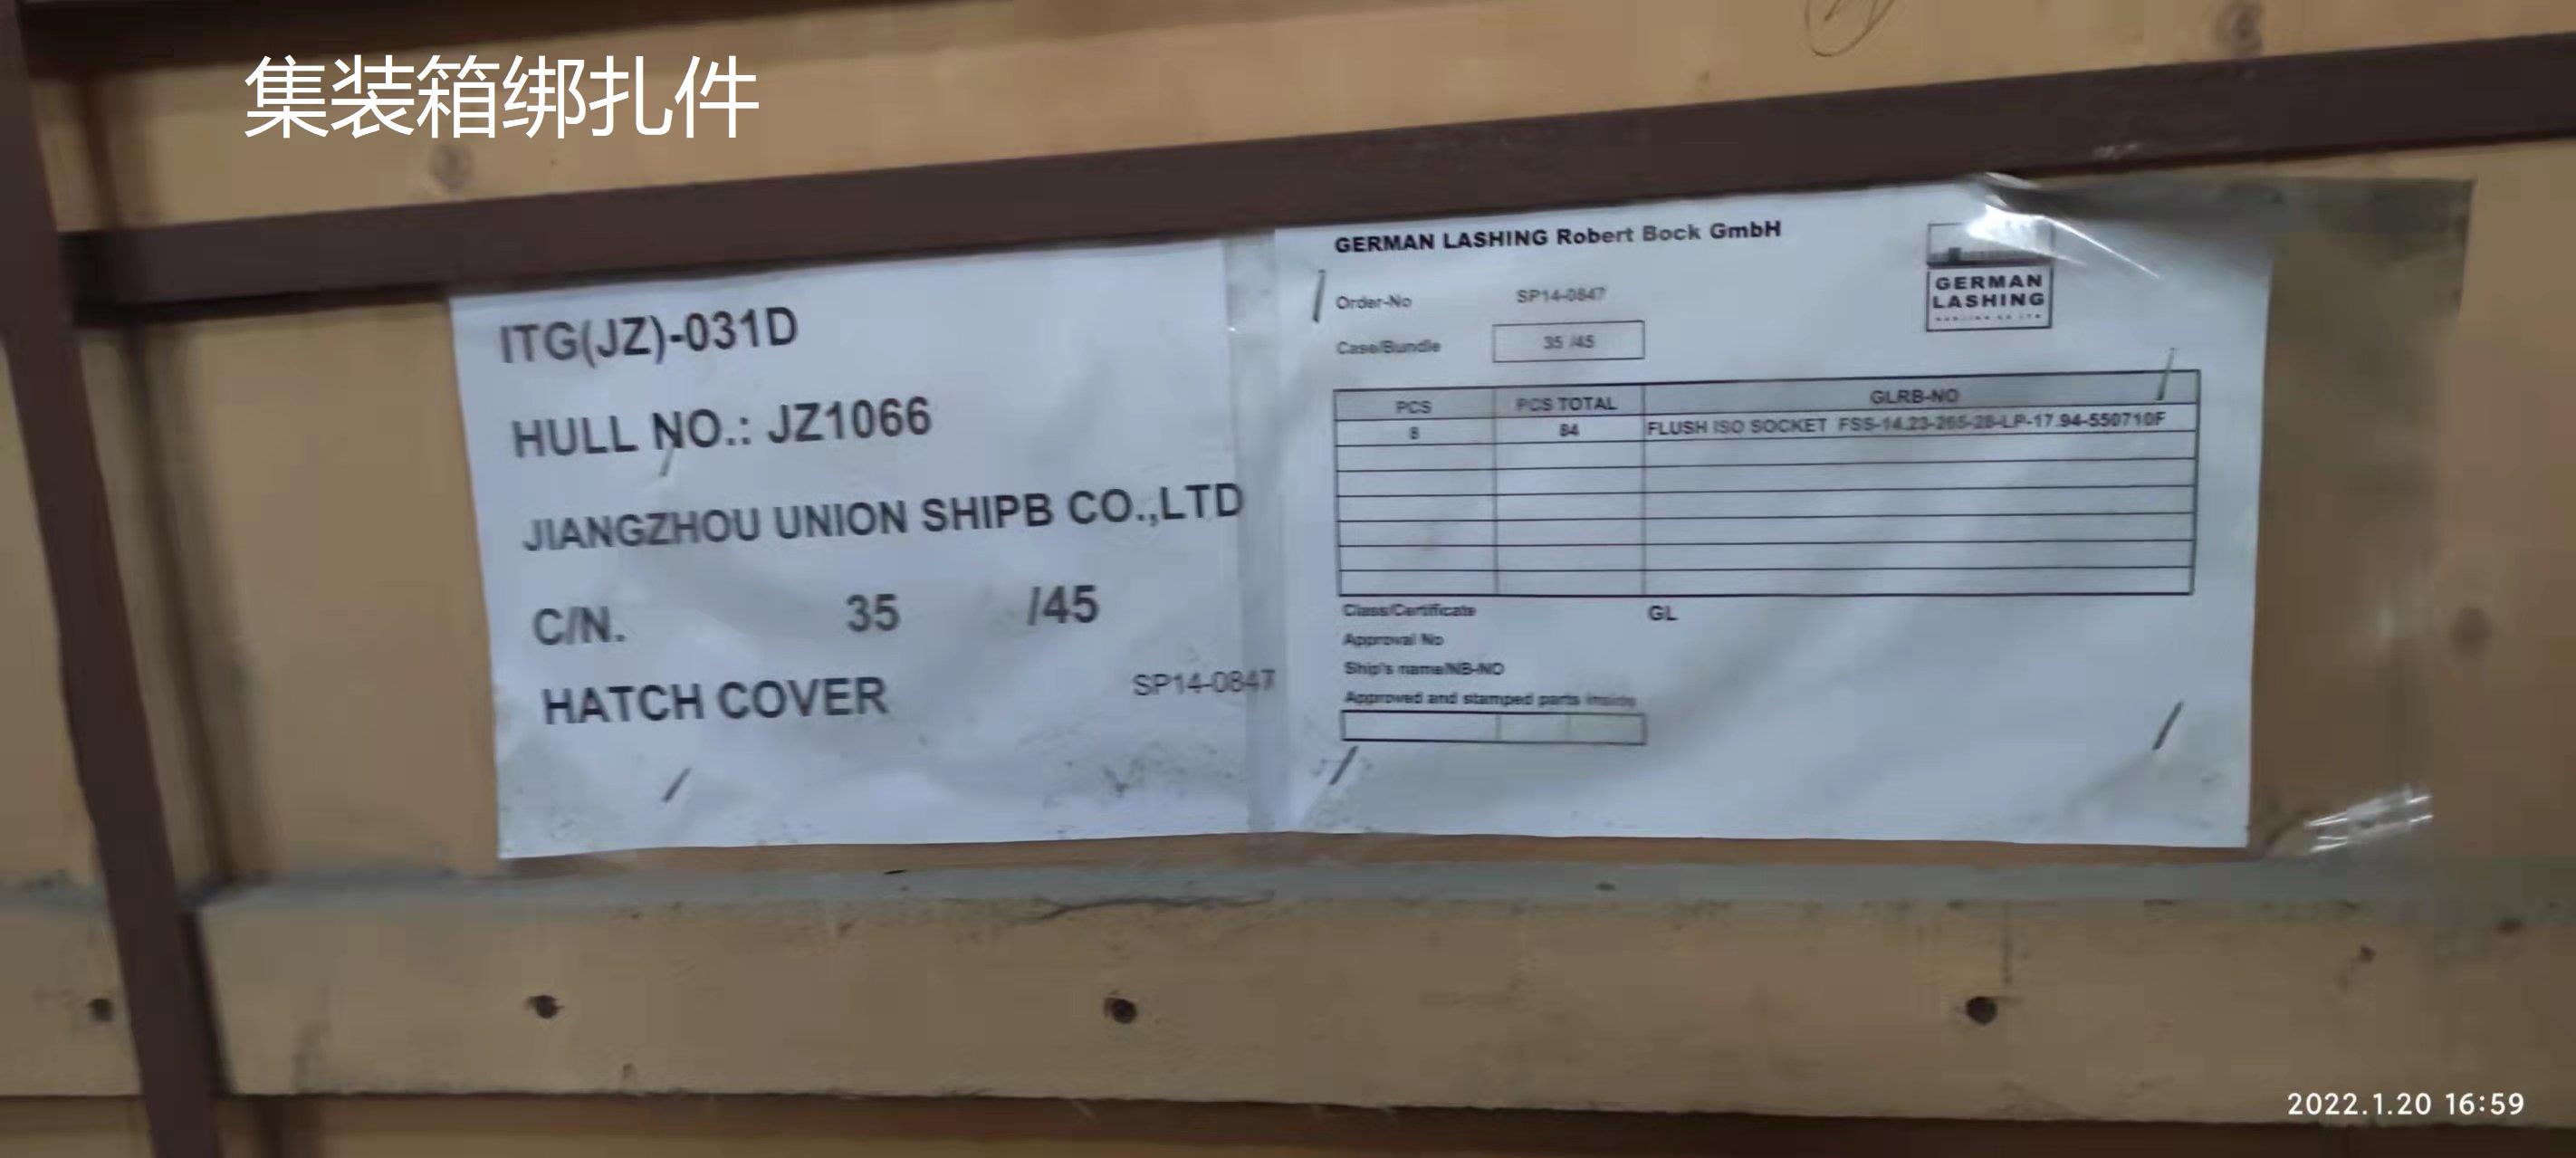 集装箱绑扎件
ITG(JZ)-031D
HULL NO.: JZ1066
JIANGZHOU UNION SHIPB CO.,LTD
C/N. 35 /45
HATCH COVER SP14-0847
GERMAN LASHING Robert Bock GmbH
Order-No SP14-0847
Case/Bundle 35 /45
GERMAN
LASHING
PCS PCS TOTAL GLRB-NO
8 84 FLUSH ISO SOCKET FSS-14.23-265-28-LP-17.94-550710F
Class/Certificate GL
Approval No
Ship's name/NB-NO
Approved and stamped parts inside
2022.1.20 16:59